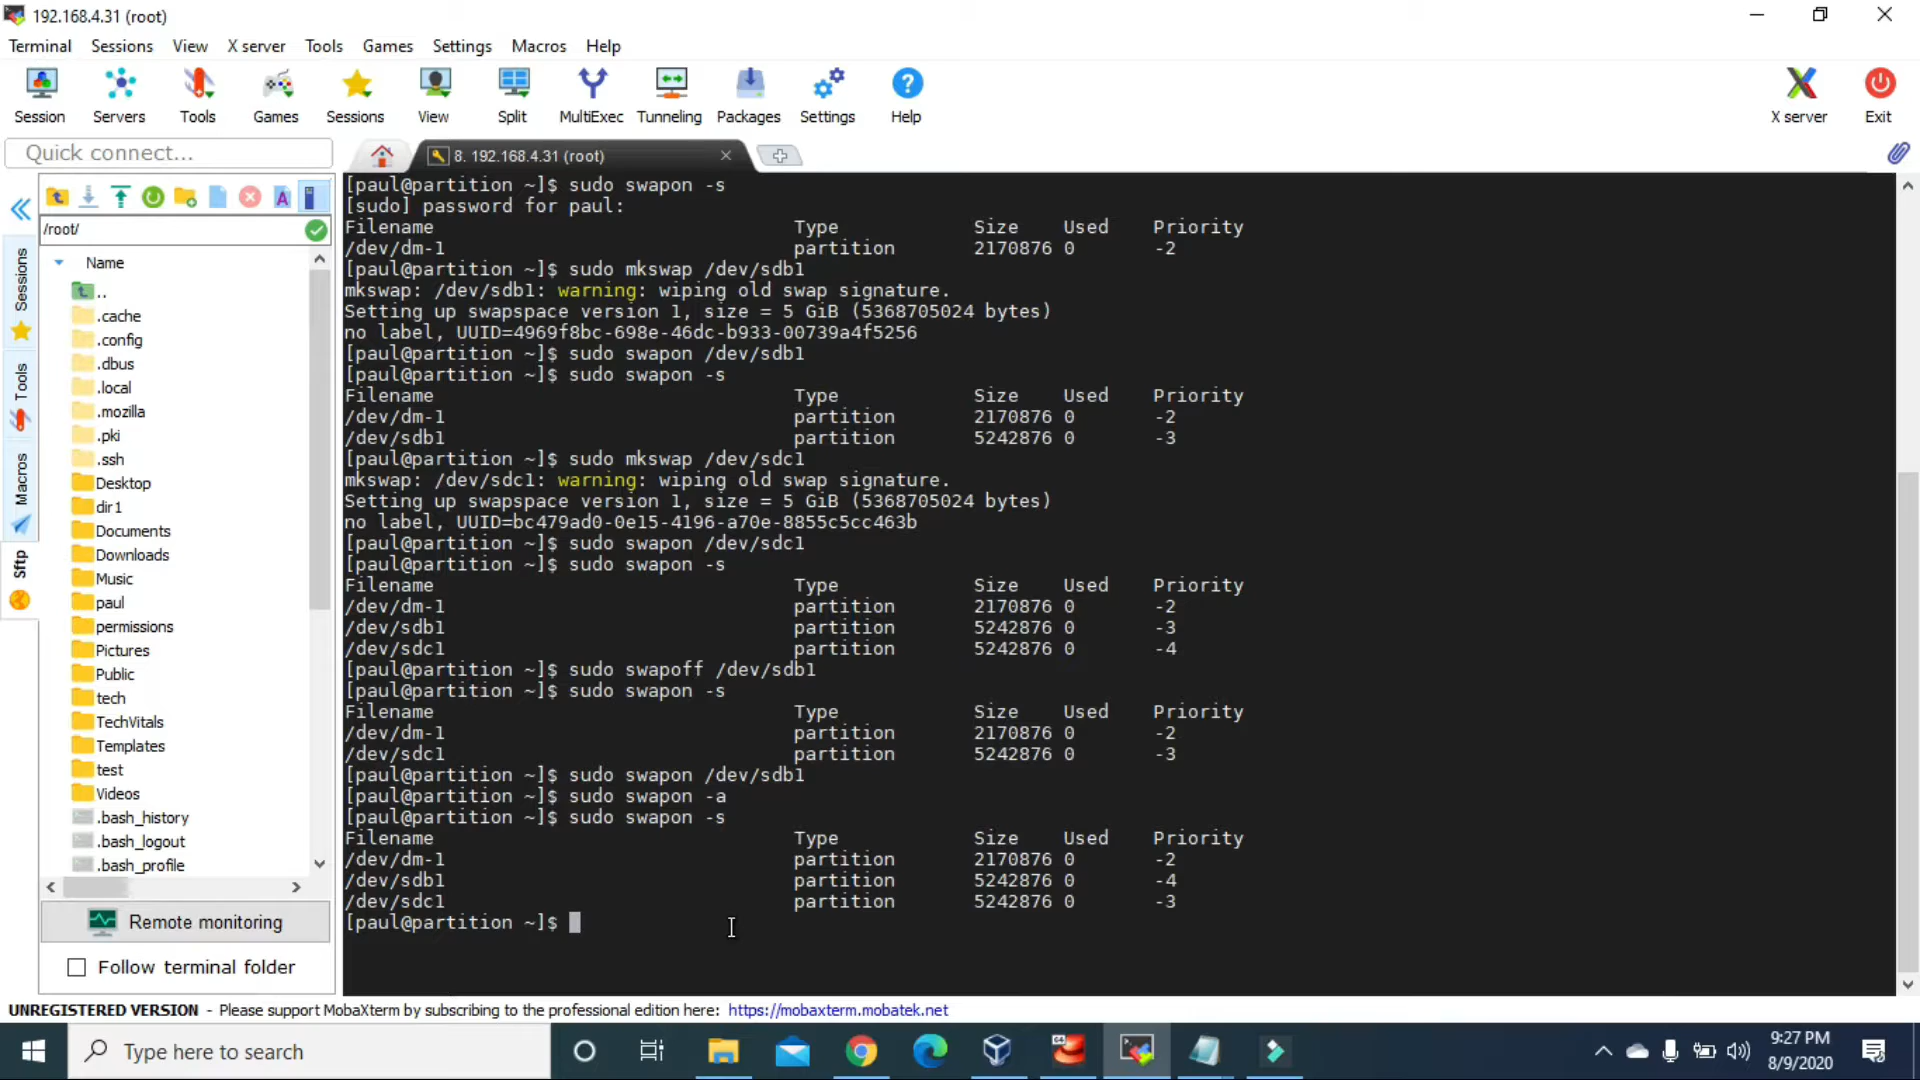 192.168.4.31 (root)
Terminal Sessions View X server Tools Games Settings Macros Help
Session Servers Tools Games Sessions View Split MultiExec Tunneling Packages Settings Help X server Exit
Quick connect...
8. 192.168.4.31 (root)
/root/
Name
..
.cache
.config
.dbus
.local
.mozilla
.pki
.ssh
Desktop
dir1
Documents
Downloads
Music
paul
permissions
Pictures
Public
tech
TechVitals
Templates
test
Videos
.bash_history
.bash_logout
.bash_profile
Sessions
Tools
Macros
Sftp
Remote monitoring
Follow terminal folder
[paul@partition ~]$ sudo swapon -s
[sudo] password for paul:
Filename Type Size Used Priority
/dev/dm-1 partition 2170876 0 -2
[paul@partition ~]$ sudo mkswap /dev/sdb1
mkswap: /dev/sdb1: warning: wiping old swap signature.
Setting up swapspace version 1, size = 5 GiB (5368705024 bytes)
no label, UUID=4969f8bc-698e-46dc-b933-00739a4f5256
[paul@partition ~]$ sudo swapon /dev/sdb1
[paul@partition ~]$ sudo swapon -s
Filename Type Size Used Priority
/dev/dm-1 partition 2170876 0 -2
/dev/sdb1 partition 5242876 0 -3
[paul@partition ~]$ sudo mkswap /dev/sdc1
mkswap: /dev/sdc1: warning: wiping old swap signature.
Setting up swapspace version 1, size = 5 GiB (5368705024 bytes)
no label, UUID=bc479ad0-0e15-4196-a70e-8855c5cc463b
[paul@partition ~]$ sudo swapon /dev/sdc1
[paul@partition ~]$ sudo swapon -s
Filename Type Size Used Priority
/dev/dm-1 partition 2170876 0 -2
/dev/sdb1 partition 5242876 0 -3
/dev/sdc1 partition 5242876 0 -4
[paul@partition ~]$ sudo swapoff /dev/sdb1
[paul@partition ~]$ sudo swapon -s
Filename Type Size Used Priority
/dev/dm-1 partition 2170876 0 -2
/dev/sdc1 partition 5242876 0 -3
[paul@partition ~]$ sudo swapon /dev/sdb1
[paul@partition ~]$ sudo swapon -a
[paul@partition ~]$ sudo swapon -s
Filename Type Size Used Priority
/dev/dm-1 partition 2170876 0 -2
/dev/sdb1 partition 5242876 0 -4
/dev/sdc1 partition 5242876 0 -3
[paul@partition ~]$
UNREGISTERED VERSION - Please support MobaXterm by subscribing to the professional edition here: https://mobaxterm.mobatek.net
Type here to search
9:27 PM
8/9/2020